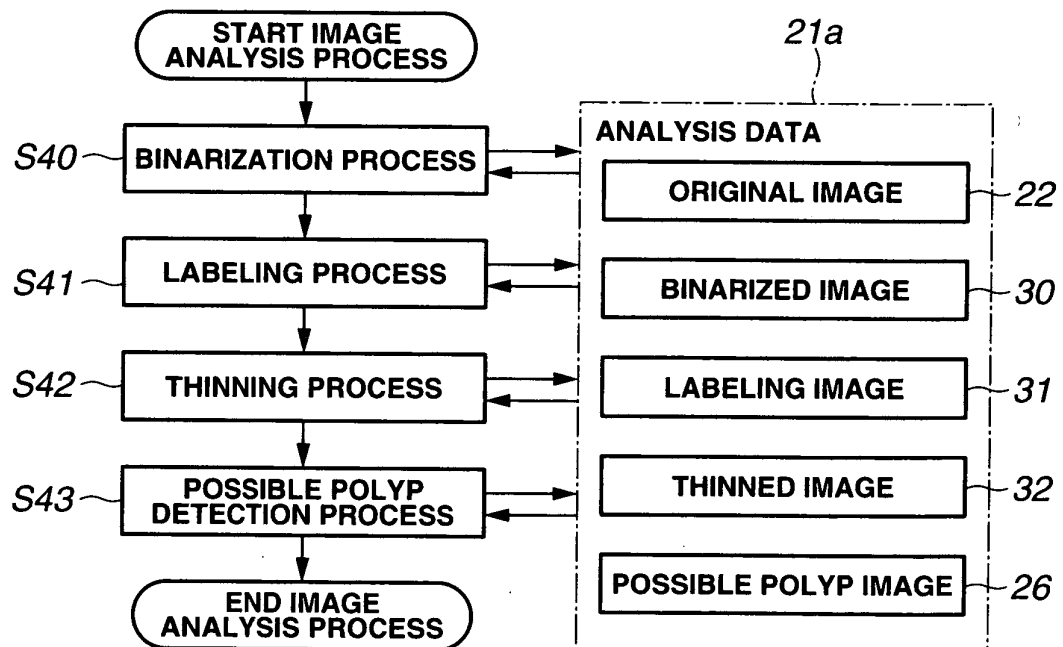 START IMAGE
ANALYSIS PROCESS
S40
BINARIZATION PROCESS
S41
LABELING PROCESS
S42
THINNING PROCESS
S43
POSSIBLE POLYP
DETECTION PROCESS
END IMAGE
ANALYSIS PROCESS
21a
ANALYSIS DATA
ORIGINAL IMAGE
22
BINARIZED IMAGE
30
LABELING IMAGE
31
THINNED IMAGE
32
POSSIBLE POLYP IMAGE
26